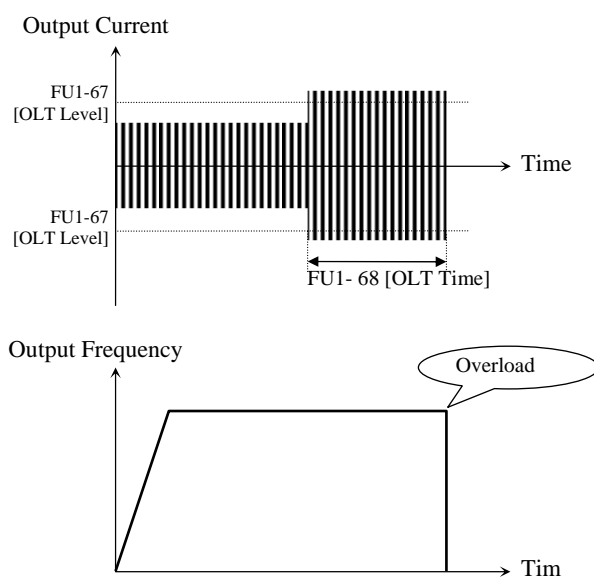 Output Current
FU1-67
[OLT Level]
Time
FU1-67
[OLT Level]
FU1- 68 [OLT Time]
Output Frequency
Overload
Tim